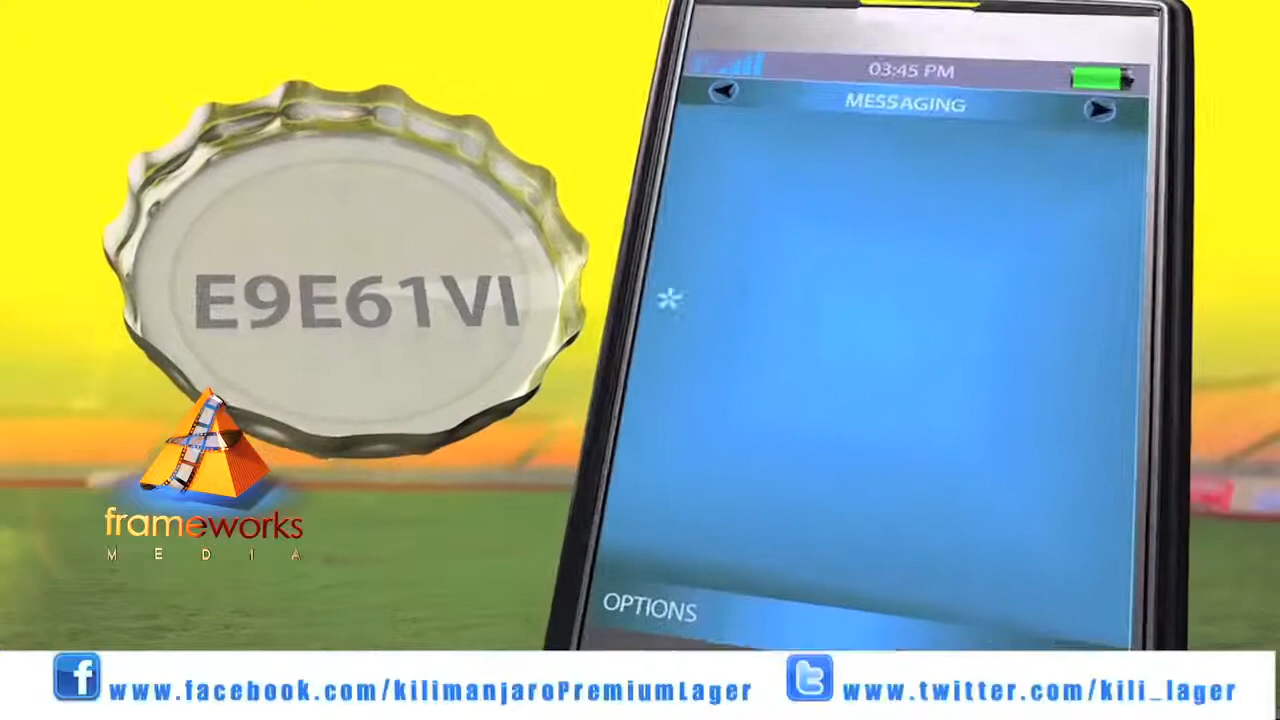 03:45 PM
MESSAGING
E9E61VI
*
frameworks
MEDIA
OPTIONS
www.facebook.com/kilimanjaroPremiumLager
www.twitter.com/kili_lager